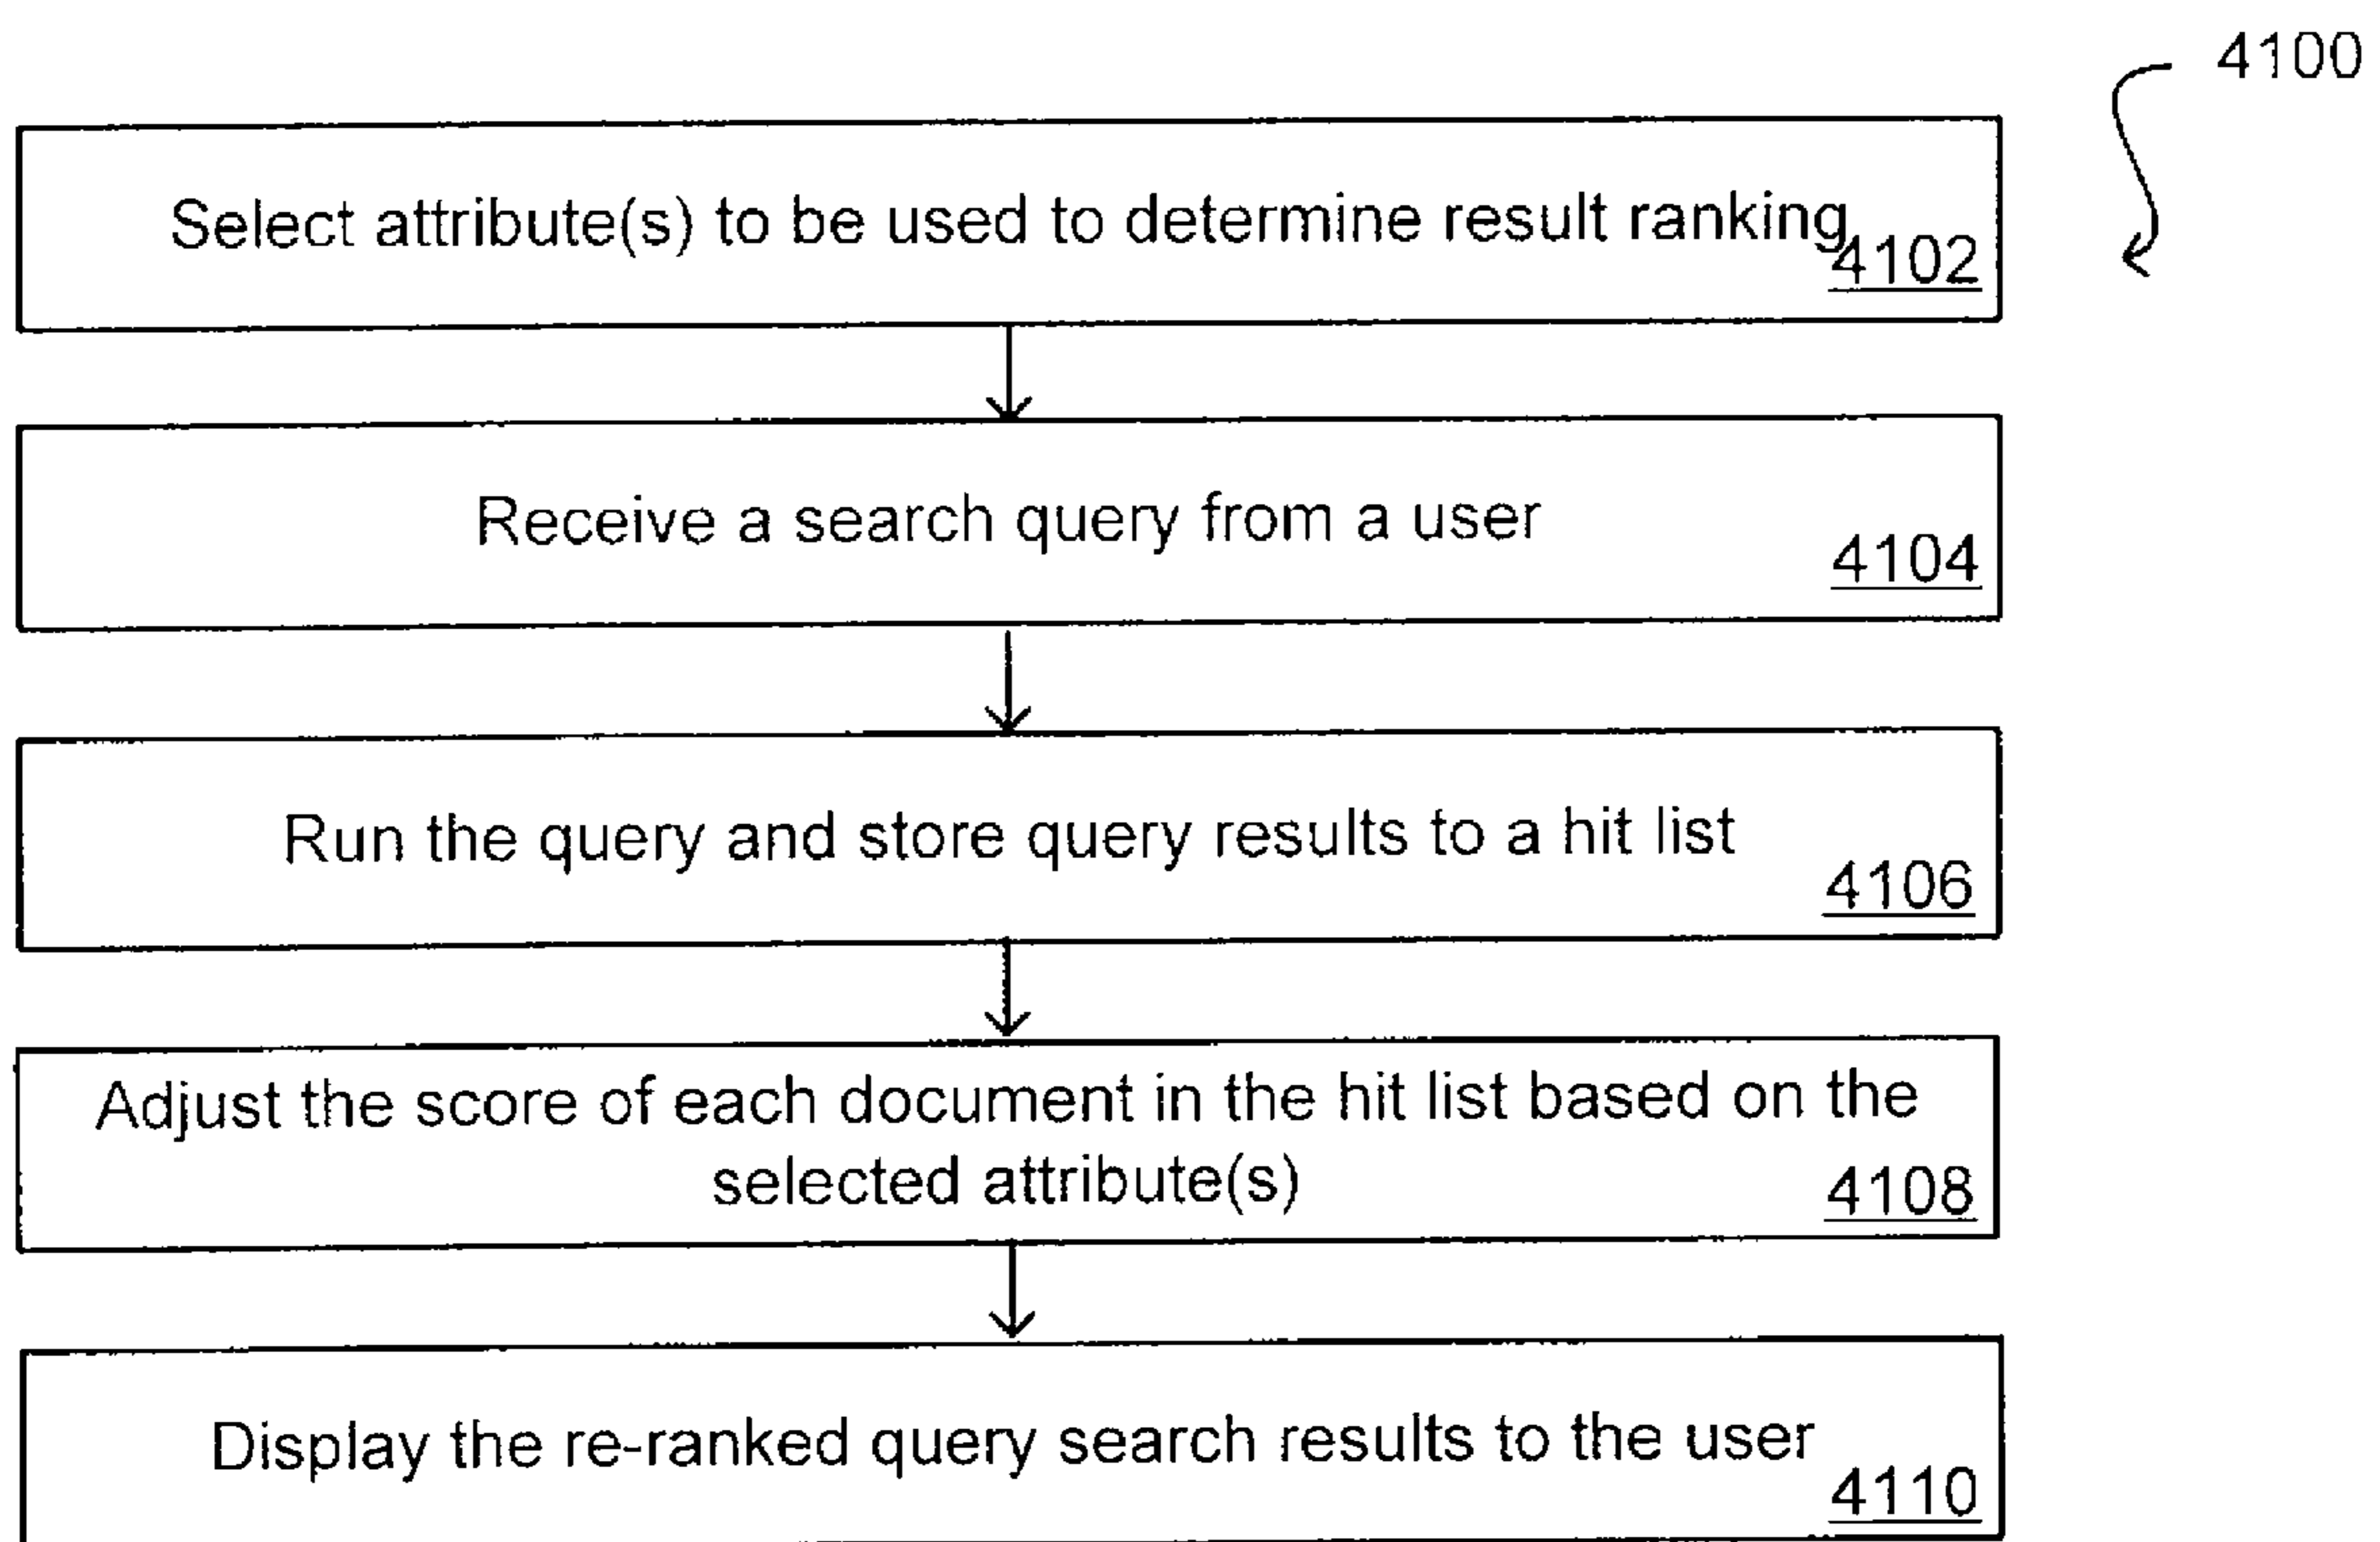 4100
Select attribute(s) to be used to determine result ranking
4102
Receive a search query from a user
4104
Run the query and store query results to a hit list
4106
Adjust the score of each document in the hit list based on the
selected attribute(s)
4108
Display the re-ranked query search results to the user
4110